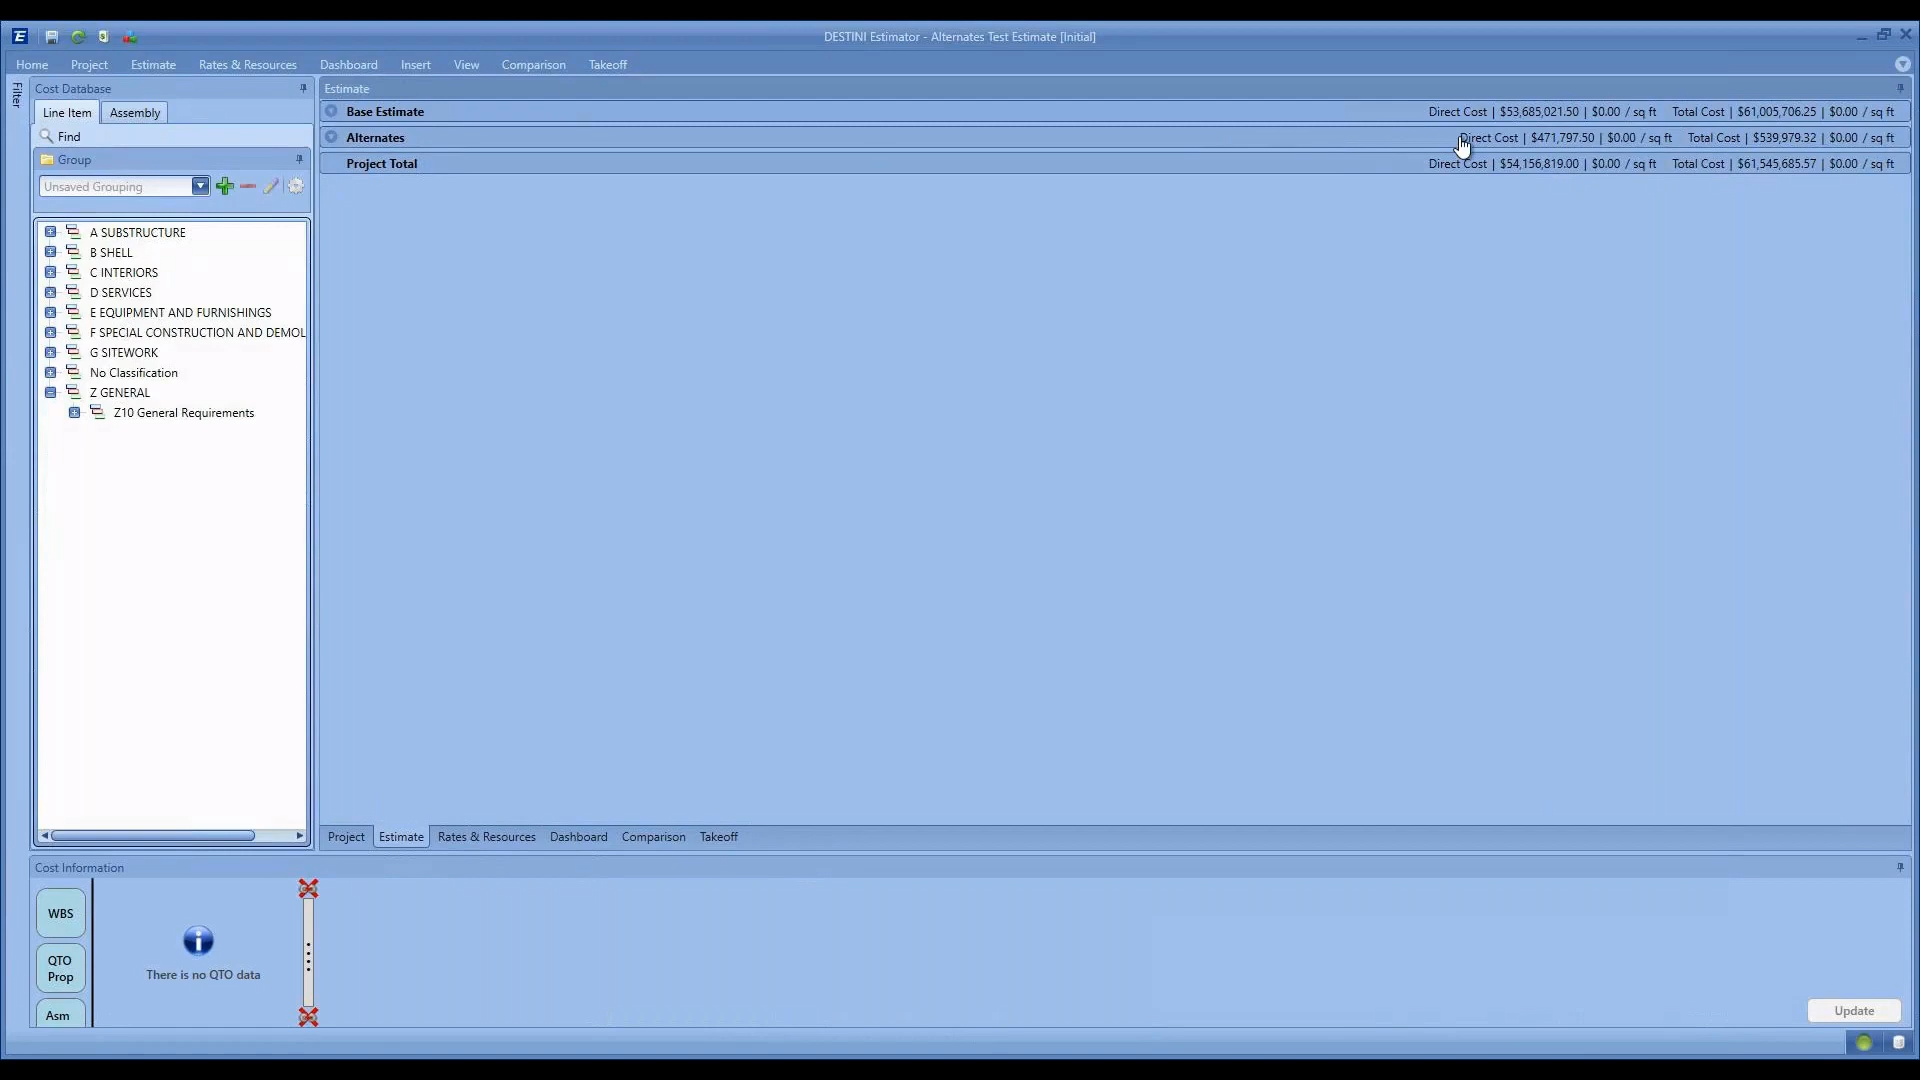 DESTINI Estimator - Alternates Test Estimate [Initial]
Home Project Estimate Rates & Resources Dashboard Insert View Comparison Takeoff
Filter
Cost Database
Line Item Assembly
Find
Group
Unsaved Grouping
A SUBSTRUCTURE
B SHELL
C INTERIORS
D SERVICES
E EQUIPMENT AND FURNISHINGS
F SPECIAL CONSTRUCTION AND DEMOL
G SITEWORK
No Classification
Z GENERAL
Z10 General Requirements
Estimate
Base Estimate Direct Cost | $53,685,021.50 | $0.00 / sq ft Total Cost | $61,005,706.25 | $0.00 / sq ft
Alternates Direct Cost | $471,797.50 | $0.00 / sq ft Total Cost | $539,979.32 | $0.00 / sq ft
Project Total Direct Cost | $54,156,819.00 | $0.00 / sq ft Total Cost | $61,545,685.57 | $0.00 / sq ft
Project Estimate Rates & Resources Dashboard Comparison Takeoff
Cost Information
WBS
QTO
Prop
Asm
There is no QTO data
Update